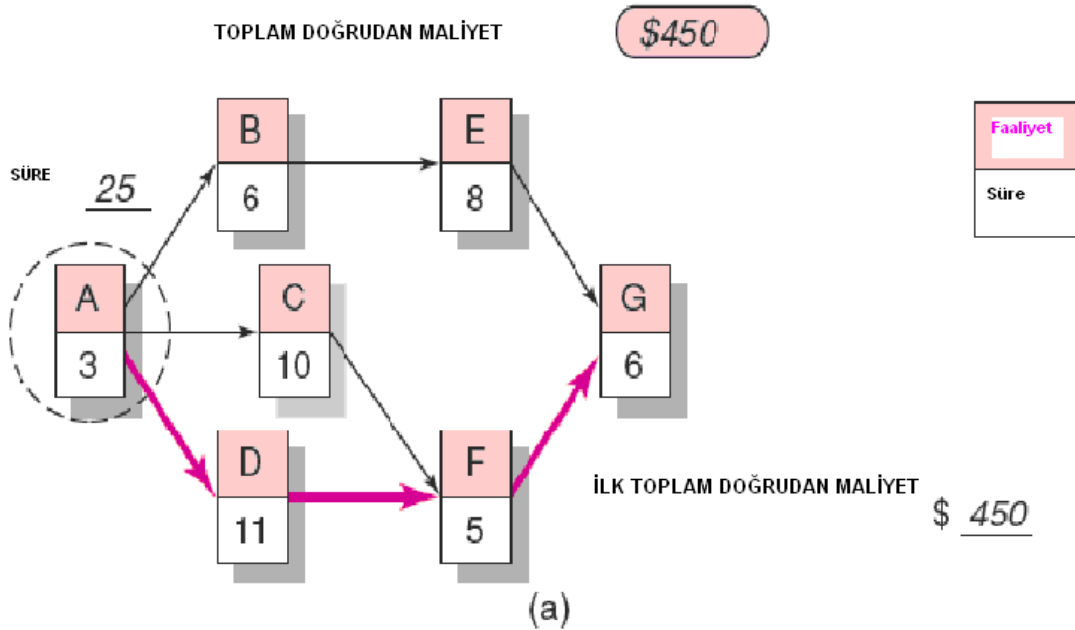 TOPLAM DOĞRUDAN MALİYET
$450
B
6
E
8
Faaliyet
Süre
SÜRE
25
A
3
C
10
G
6
D
11
F
5
İLK TOPLAM DOĞRUDAN MALİYET
$ 450
(a)